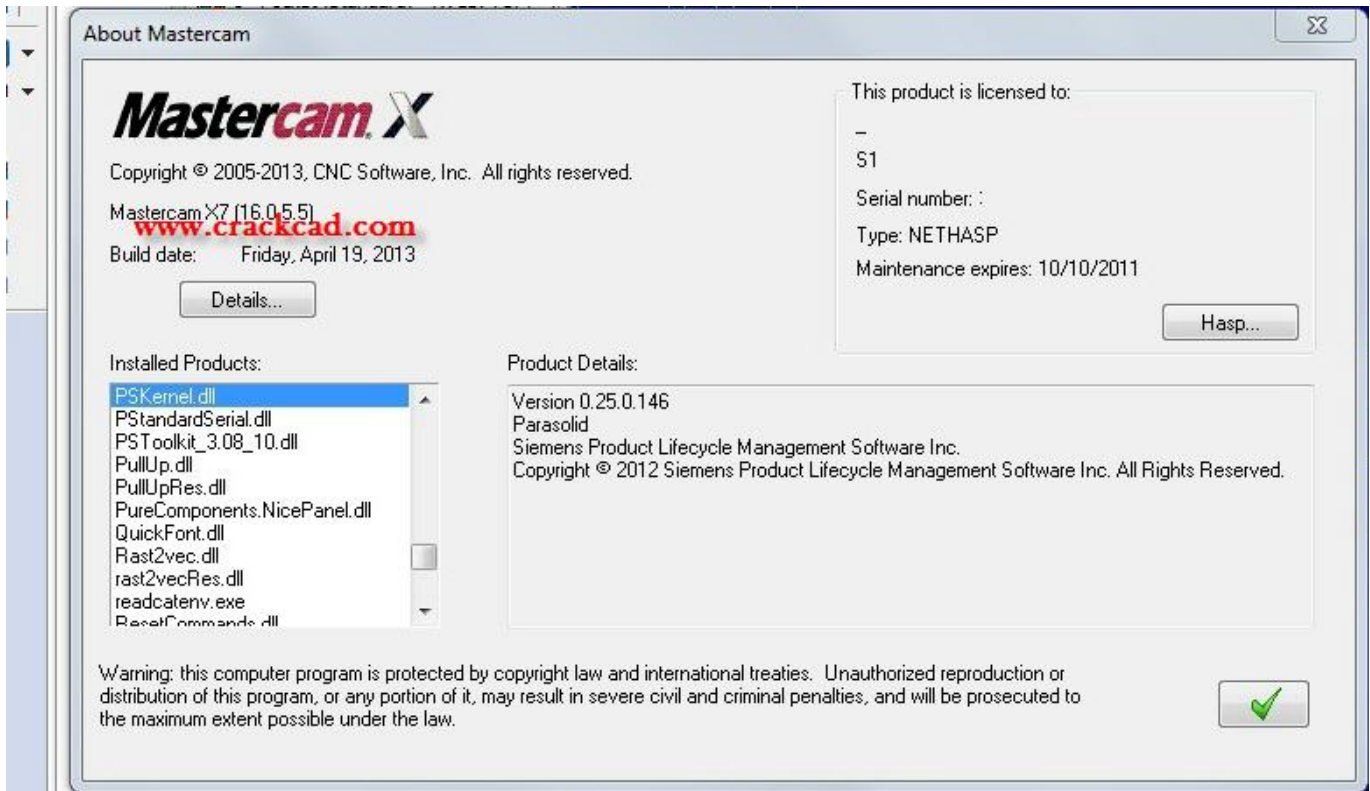 About Mastercam
Mastercam X
Copyright © 2005-2013, CNC Software, Inc. All rights reserved.
Mastercam X7 (16.0.5.5)
www.crackcad.com
Build date: Friday, April 19, 2013
Details...
This product is licensed to:
_
S1
Serial number: :
Type: NETHASP
Maintenance expires: 10/10/2011
Hasp...
Installed Products:
PSKernel.dll
PStandardSerial.dll
PSToolkit_3.08_10.dll
PullUp.dll
PullUpRes.dll
PureComponents.NicePanel.dll
QuickFont.dll
Rast2vec.dll
rast2vecRes.dll
readcatenv.exe
ResetCommands.dll
Product Details:
Version 0.25.0.146
Parasolid
Siemens Product Lifecycle Management Software Inc.
Copyright © 2012 Siemens Product Lifecycle Management Software Inc. All Rights Reserved.
Warning: this computer program is protected by copyright law and international treaties. Unauthorized reproduction or
distribution of this program, or any portion of it, may result in severe civil and criminal penalties, and will be prosecuted to
the maximum extent possible under the law.